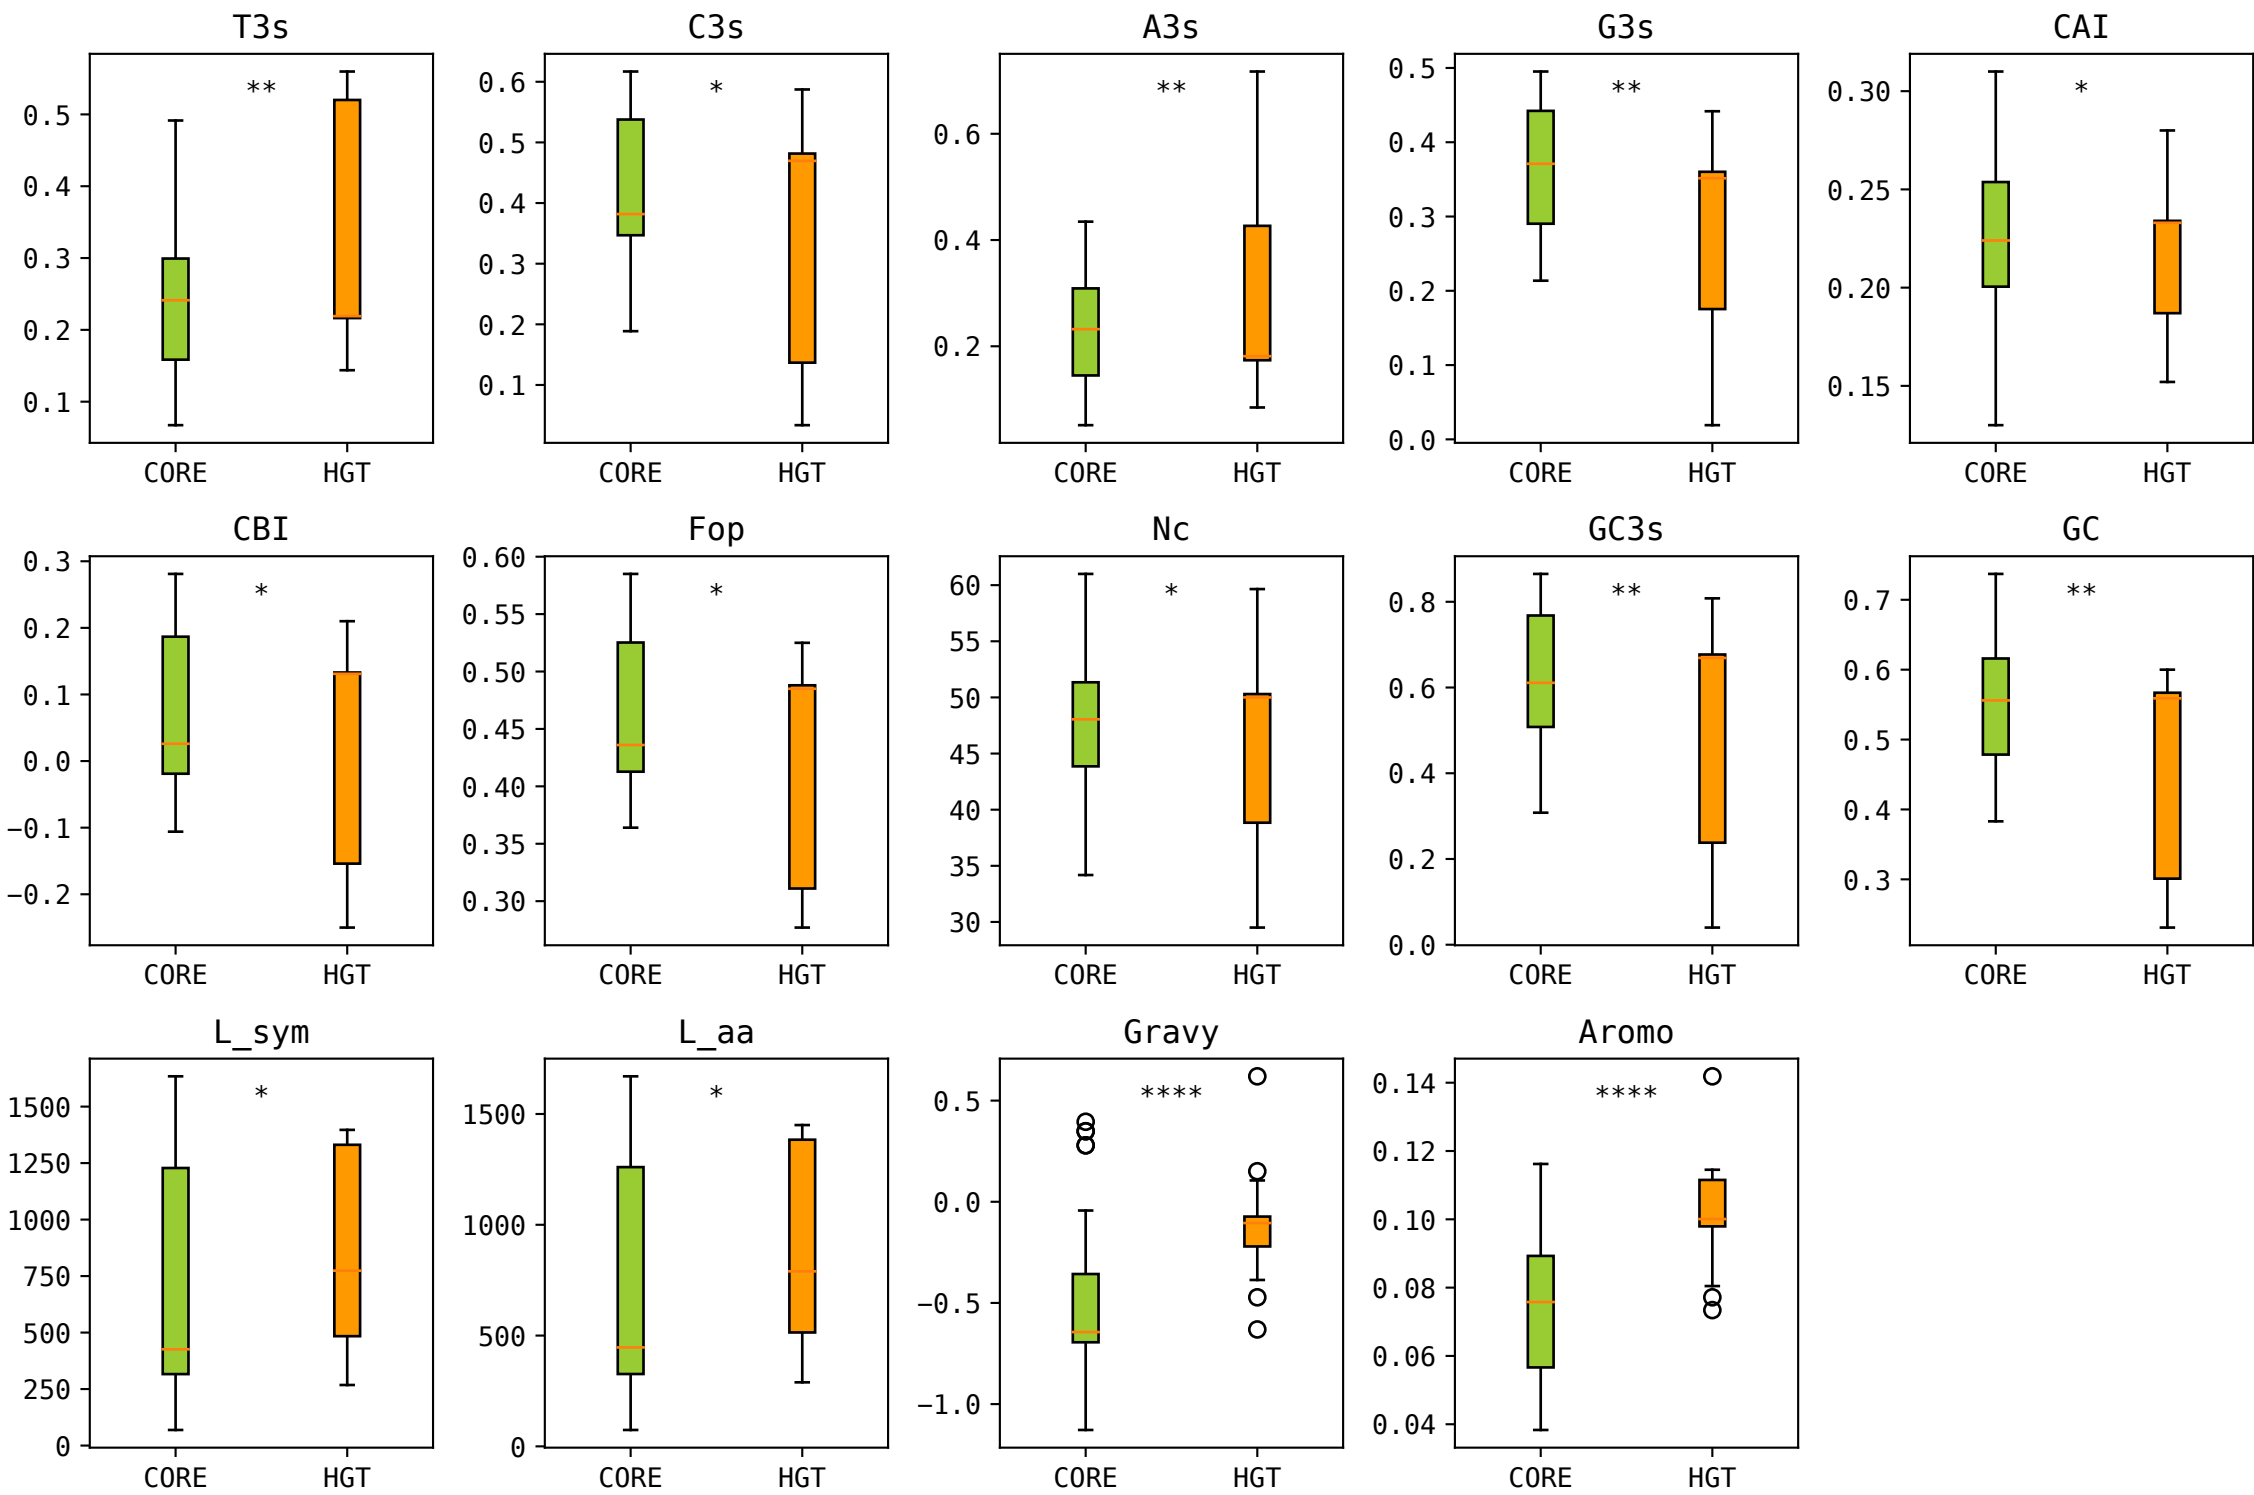 T3s C3s A3s G3s CAI
** * ** ** *
0.5 0.4 0.3 0.2 0.1
0.6 0.5 0.4 0.3 0.2 0.1
0.6 0.4 0.2
0.5 0.4 0.3 0.2 0.1 0.0
0.30 0.25 0.20 0.15
CORE HGT CORE HGT CORE HGT CORE HGT CORE HGT
CBI Fop Nc GC3s GC
* * * ** **
0.3 0.2 0.1 0.0 −0.1 −0.2
0.60 0.55 0.50 0.45 0.40 0.35 0.30
60 55 50 45 40 35 30
0.8 0.6 0.4 0.2 0.0
0.7 0.6 0.5 0.4 0.3
CORE HGT CORE HGT CORE HGT CORE HGT CORE HGT
L_sym L_aa Gravy Aromo
* * **** ****
1500 1250 1000 750 500 250 0
1500 1000 500 0
0.5 0.0 −0.5 −1.0
0.14 0.12 0.10 0.08 0.06 0.04
CORE HGT CORE HGT CORE HGT CORE HGT